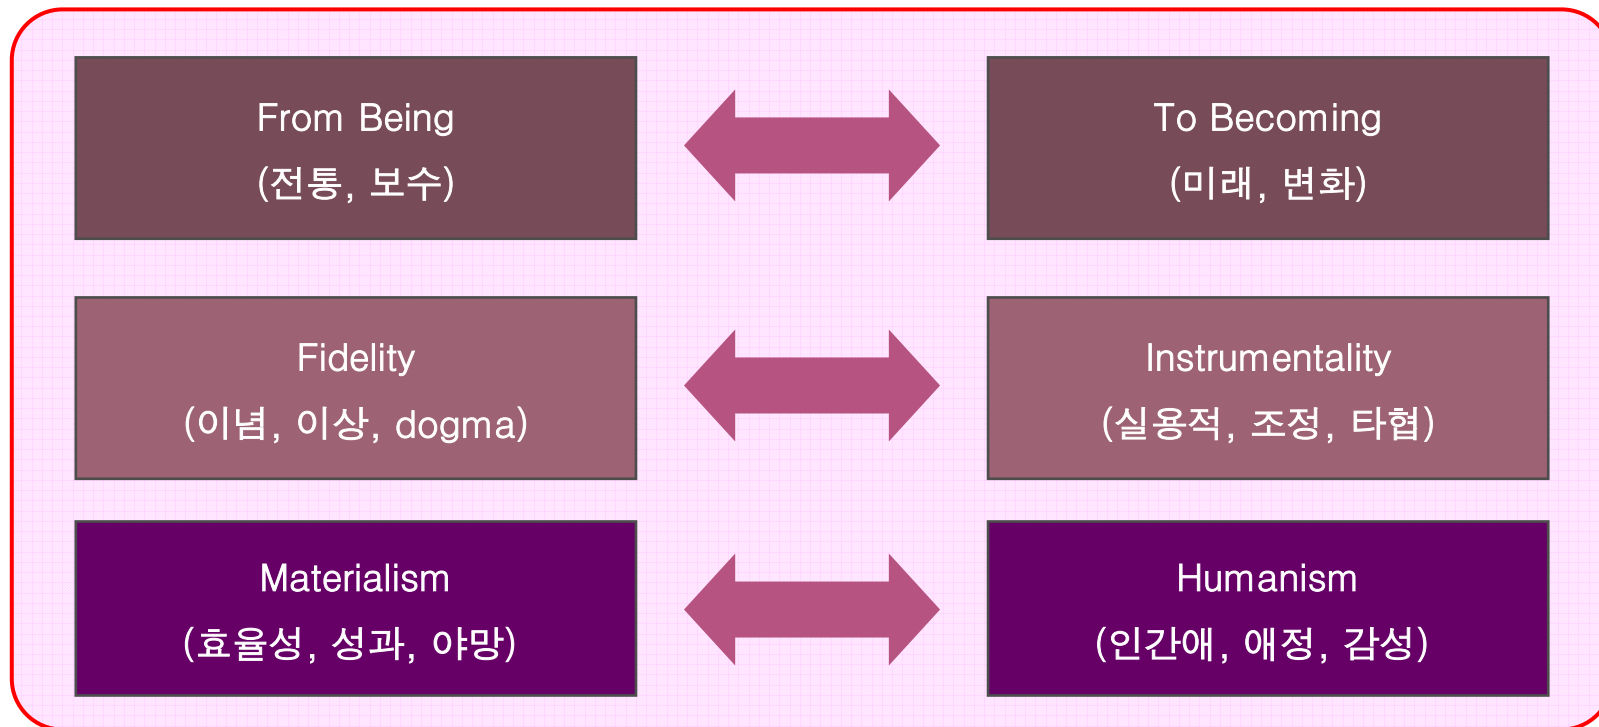 From Being
(전통, 보수)
To Becoming
(미래, 변화)
Fidelity
(이념, 이상, dogma)
Instrumentality
(실용적, 조정, 타협)
Materialism
(효율성, 성과, 야망)
Humanism
(인간애, 애정, 감성)